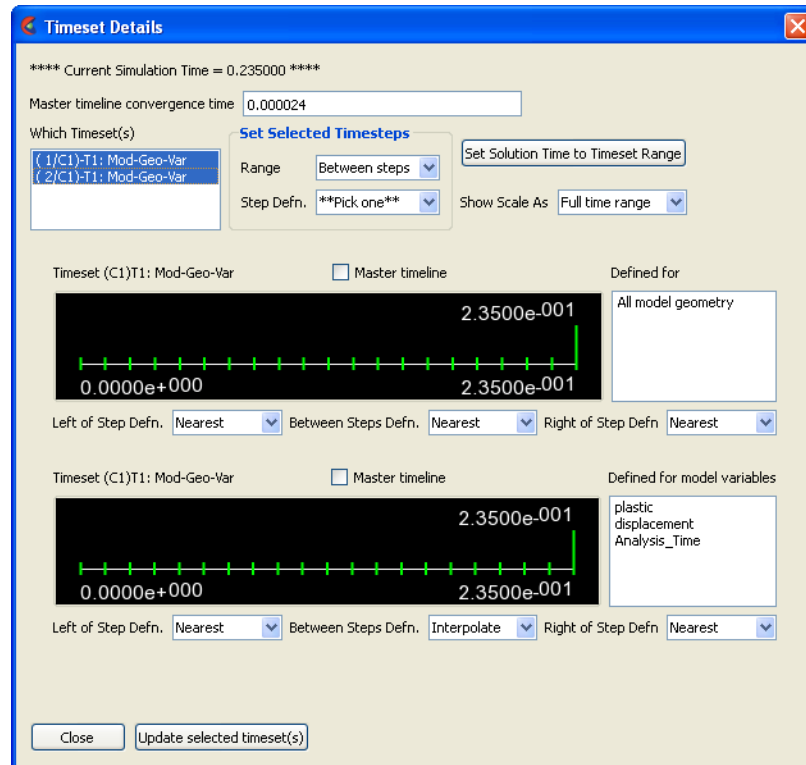 Timeset Details
**** Current Simulation Time = 0.235000 ****
Master timeline convergence time 0.000024
Which Timeset(s)
( 1/C1)-T1: Mod-Geo-Var
( 2/C1)-T1: Mod-Geo-Var
Set Selected Timesteps
Range Between steps
Step Defn. **Pick one**
Set Solution Time to Timeset Range
Show Scale As Full time range
Timeset (C1)T1: Mod-Geo-Var Master timeline Defined for
2.3500e-001
0.0000e+000 2.3500e-001
All model geometry
Left of Step Defn. Nearest Between Steps Defn. Nearest Right of Step Defn Nearest
Timeset (C1)T1: Mod-Geo-Var Master timeline Defined for model variables
2.3500e-001
0.0000e+000 2.3500e-001
plastic
displacement
Analysis_Time
Left of Step Defn. Nearest Between Steps Defn. Interpolate Right of Step Defn Nearest
Close Update selected timeset(s)